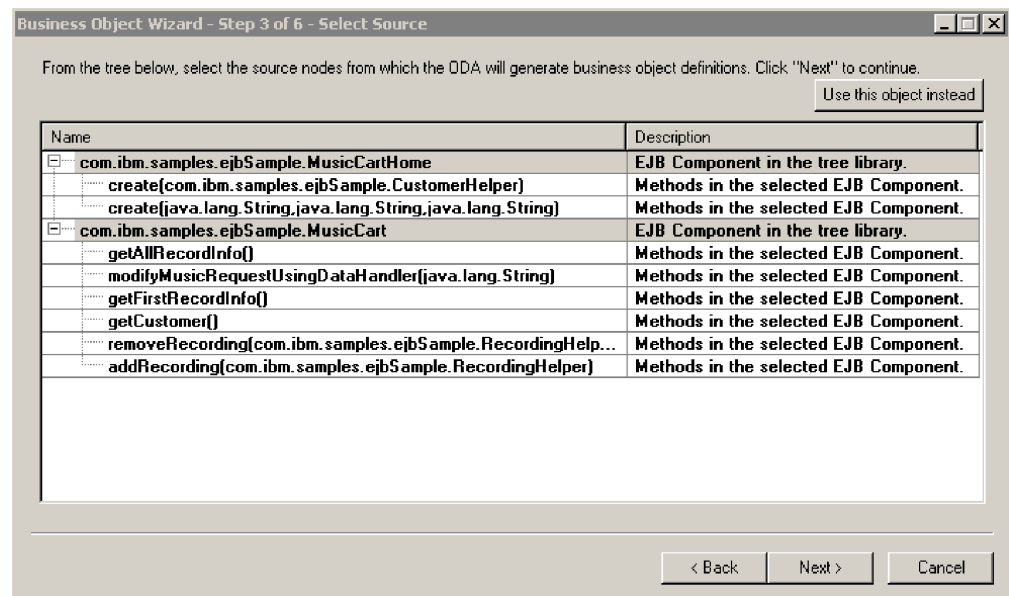 Business Object Wizard - Step 3 of 6 - Select Source
From the tree below, select the source nodes from which the ODA will generate business object definitions. Click "Next" to continue.
Use this object instead
Name Description
com.ibm.samples.ejbSample.MusicCartHome EJB Component in the tree library.
create(com.ibm.samples.ejbSample.CustomerHelper) Methods in the selected EJB Component.
create(java.lang.String,java.lang.String,java.lang.String) Methods in the selected EJB Component.
com.ibm.samples.ejbSample.MusicCart EJB Component in the tree library.
getAllRecordInfo() Methods in the selected EJB Component.
modifyMusicRequestUsingDataHandler(java.lang.String) Methods in the selected EJB Component.
getFirstRecordInfo() Methods in the selected EJB Component.
getCustomer() Methods in the selected EJB Component.
removeRecording(com.ibm.samples.ejbSample.RecordingHelp... Methods in the selected EJB Component.
addRecording(com.ibm.samples.ejbSample.RecordingHelper) Methods in the selected EJB Component.
< Back Next > Cancel